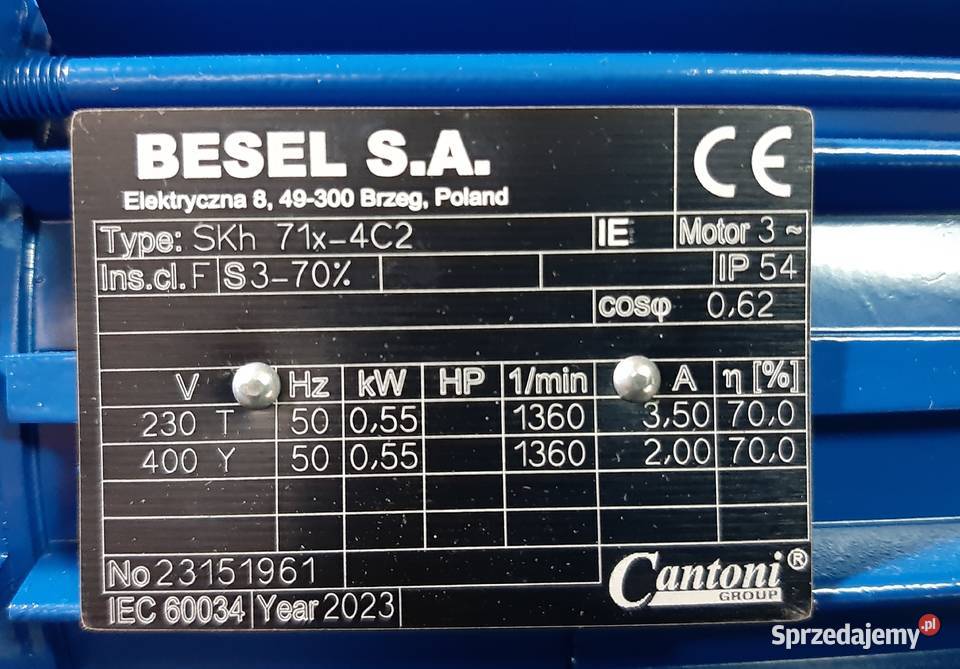 BESEL S.A.
Elektryczna 8, 49-300 Brzeg, Poland
CE
Type: SKh 71x-4C2 IE Motor 3 ~
Ins.cl. F S3-70% IP 54
cosφ 0,62
V Hz kW HP 1/min A η [%]
230 T 50 0,55 1360 3,50 70,0
400 Y 50 0,55 1360 2,00 70,0
No 23151961
IEC 60034 Year 2023
Cantoni®
GROUP
Sprzedajemy.pl